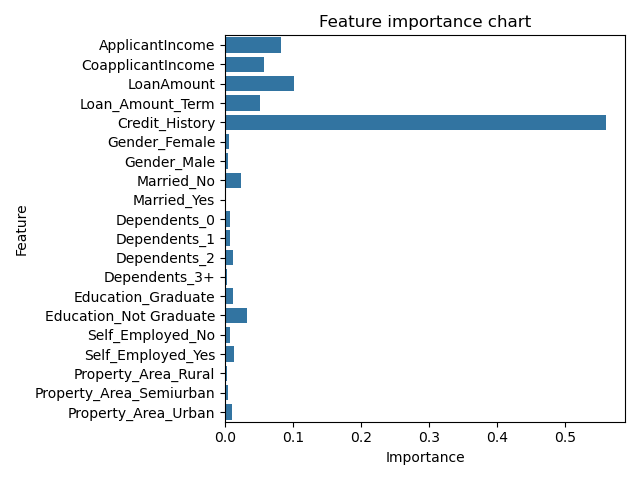 Feature importance chart
ApplicantIncome
CoapplicantIncome
LoanAmount
Loan_Amount_Term
Credit_History
Gender_Female
Gender_Male
Married_No
Married_Yes
Dependents_0
Dependents_1
Dependents_2
Dependents_3+
Education_Graduate
Education_Not Graduate
Self_Employed_No
Self_Employed_Yes
Property_Area_Rural
Property_Area_Semiurban
Property_Area_Urban
Feature
0.0 0.1 0.2 0.3 0.4 0.5
Importance